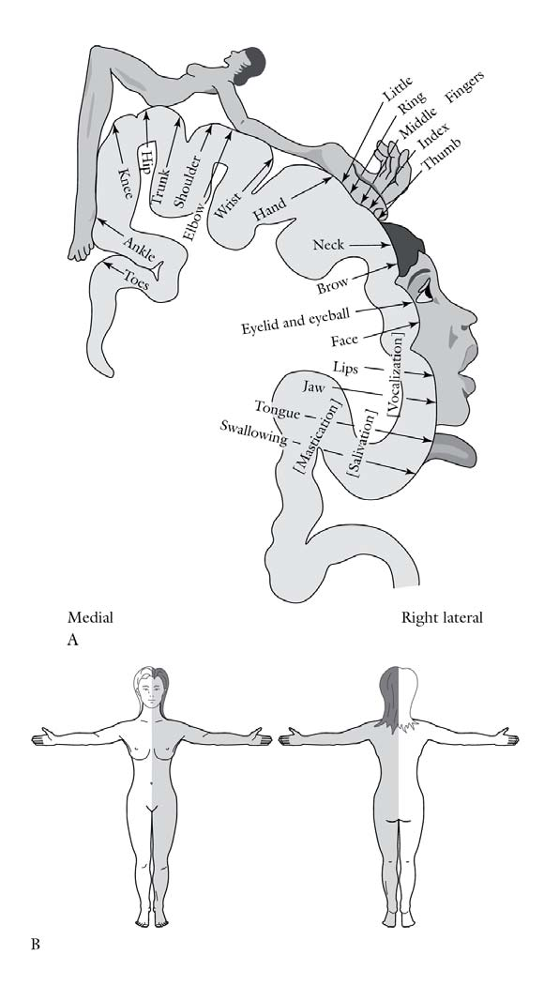 Little
Ring
Middle Fingers
Index
Thumb
Knee
Hip
Trunk
Shoulder
Elbow
Wrist
Hand
Neck
Ankle
Toes
Brow
Eyelid and eyeball
Face
Lips
[Vocalization]
Jaw
Tongue
Swallowing
[Mastication]
[Salivation]
Medial
Right lateral
A
B